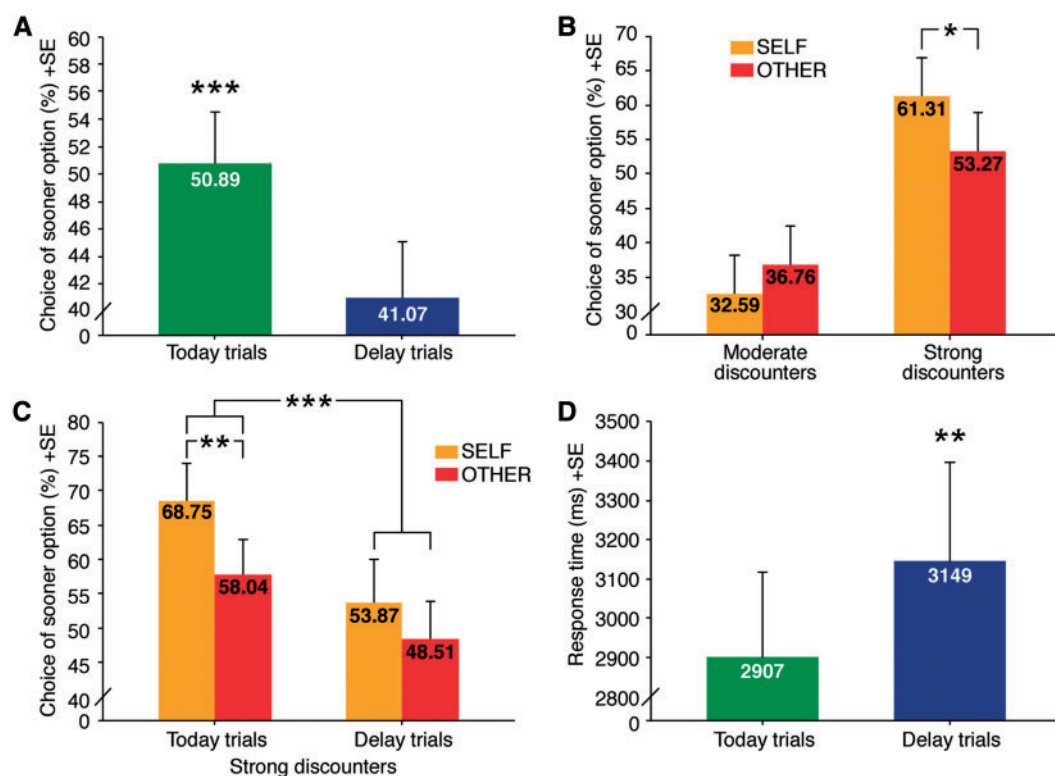 A
Choice of sooner option (%) +SE
60
58
56
54
52
50
48
46
44
42
40
0
***
50.89
41.07
Today trials
Delay trials
B
Choice of sooner option (%) +SE
70
65
60
55
50
45
40
35
30
0
SELF
OTHER
*
32.59
36.76
61.31
53.27
Moderate
discounters
Strong
discounters
C
Choice of sooner option (%) +SE
80
75
70
65
60
55
50
45
40
0
***
**
SELF
OTHER
68.75
58.04
53.87
48.51
Today trials
Delay trials
Strong discounters
D
Response time (ms) +SE
3500
3400
3300
3200
3100
3000
2900
2800
0
**
2907
3149
Today trials
Delay trials